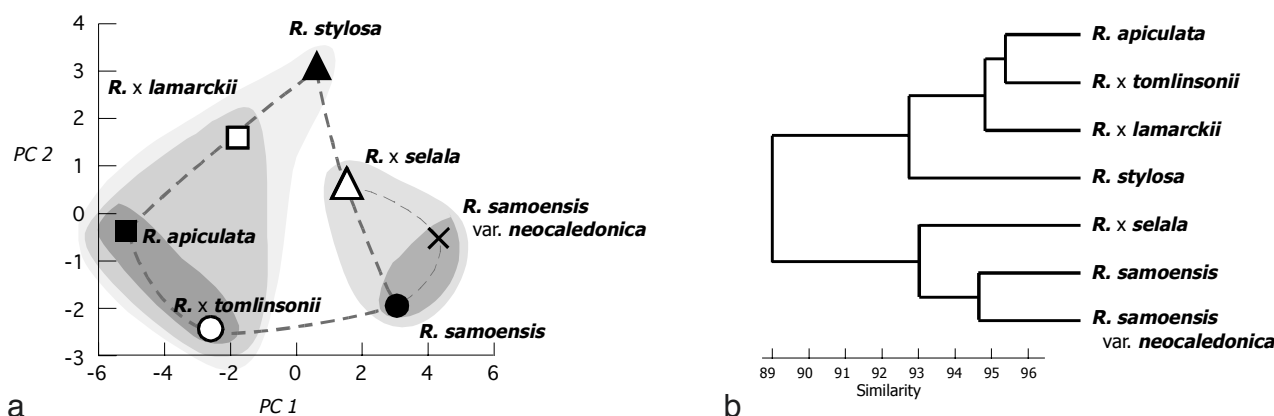 4
3
2
1
0
-1
-2
-3
PC 2
-6
-4
-2
0
2
4
6
PC 1
R. stylosa
R. x lamarckii
R. x selala
R. samoensis
var. neocaledonica
R. apiculata
R. x tomlinsonii
R. samoensis
a
R. apiculata
R. x tomlinsonii
R. x lamarckii
R. stylosa
R. x selala
R. samoensis
R. samoensis
var. neocaledonica
89 90 91 92 93 94 95 96
Similarity
b